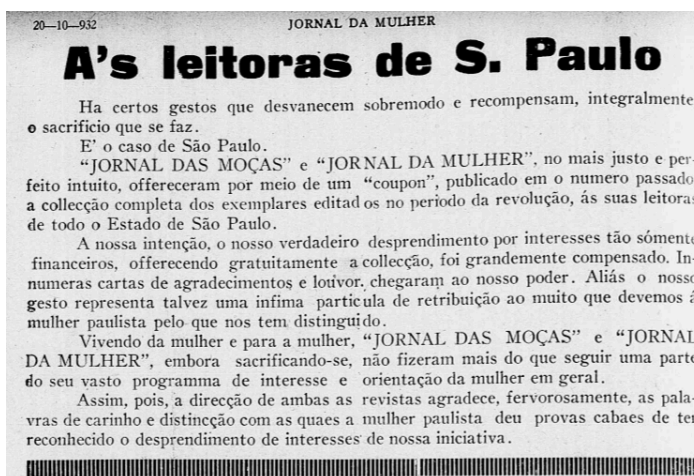 20—10—932
JORNAL DA MULHER
A's leitoras de S. Paulo
Ha certos gestos que desvanecem sobremodo e recompensam, integralmente
o sacrificio que se faz.
E' o caso de São Paulo.
"JORNAL DAS MOÇAS" e "JORNAL DA MULHER", no mais justo e per-
feito intuito, offereceram por meio de um "coupon", publicado em o numero passado
a collecção completa dos exemplares editados no periodo da revolução, ás suas leitoras
de todo o Estado de São Paulo.
A nossa intenção, o nosso verdadeiro desprendimento por interesses tão sómente
financeiros, offerecendo gratuitamente a collecção, foi grandemente compensado. In-
numeras cartas de agradecimentos e louvor. chegaram ao nosso poder. Aliás o nosso
gesto representa talvez uma infima particula de retribuição ao muito que devemos á
mulher paulista pelo que nos tem distinguido.
Vivendo da mulher e para a mulher, "JORNAL DAS MOÇAS" e "JORNAL
DA MULHER", embora sacrificando-se, não fizeram mais do que seguir uma parte
do seu vasto programma de interesse e orientação da mulher em geral.
Assim, pois, a direcção de ambas as revistas agradece, fervorosamente, as pala-
vras de carinho e distincção com as quaes a mulher paulista deu provas cabaes de ter
reconhecido o desprendimento de interesses de nossa iniciativa.